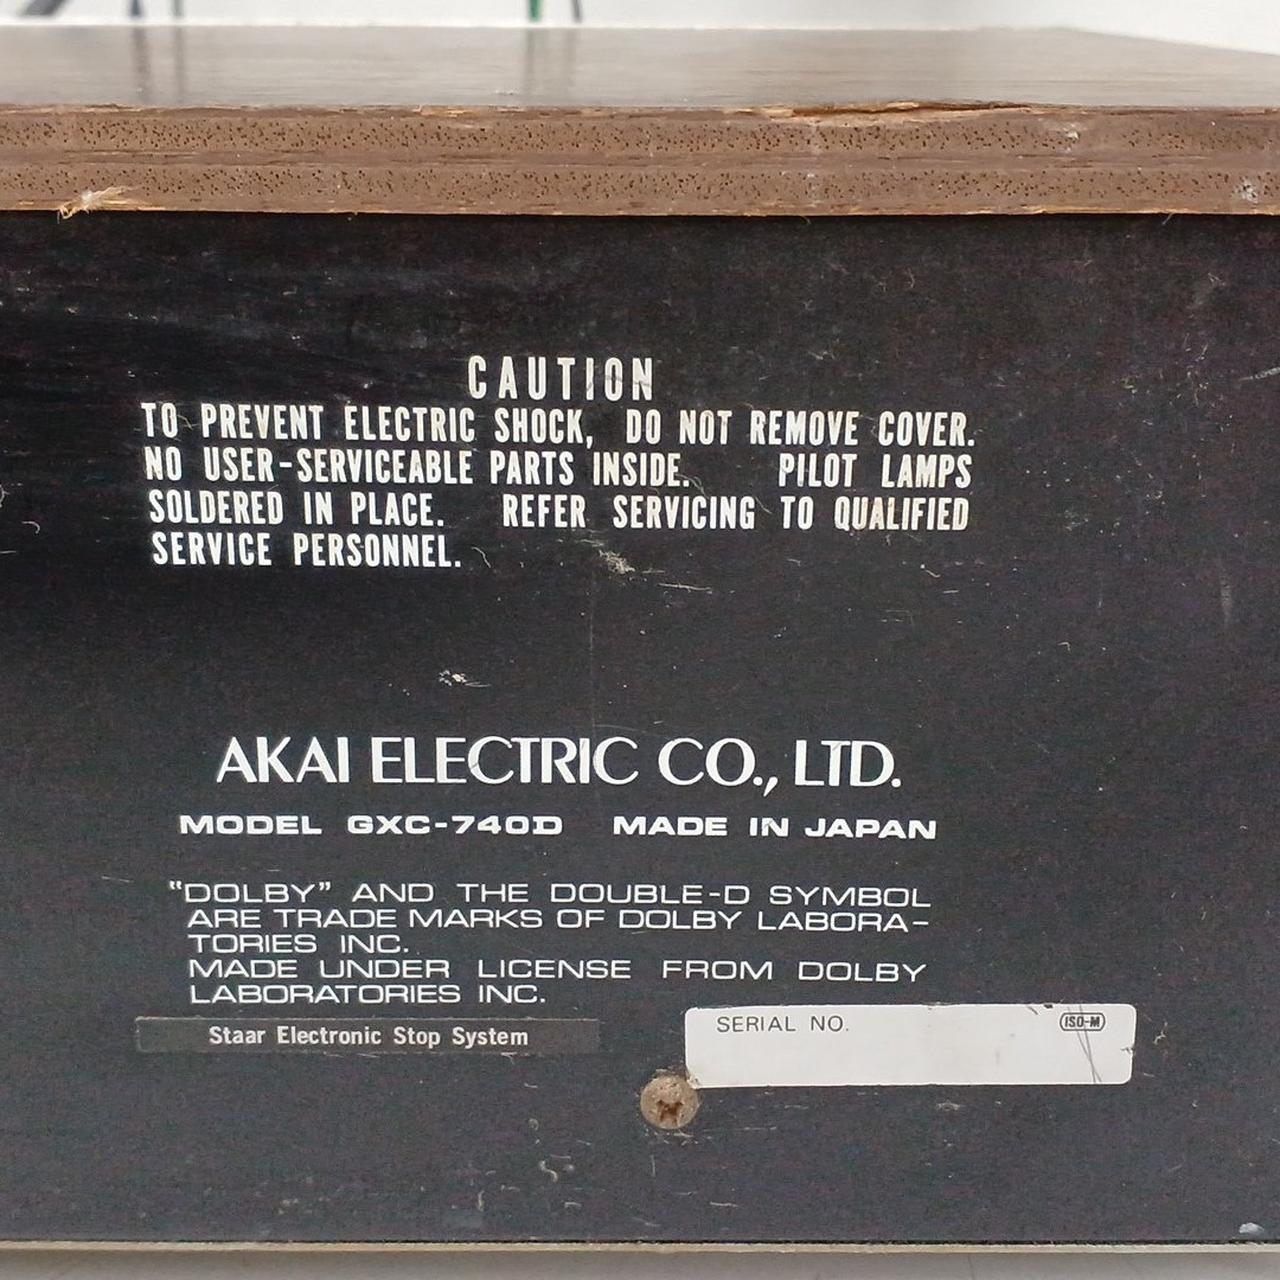 CAUTION
TO PREVENT ELECTRIC SHOCK, DO NOT REMOVE COVER.
NO USER-SERVICEABLE PARTS INSIDE. PILOT LAMPS
SOLDERED IN PLACE. REFER SERVICING TO QUALIFIED
SERVICE PERSONNEL.
AKAI ELECTRIC CO., LTD.
MODEL GXC-740D MADE IN JAPAN
"DOLBY" AND THE DOUBLE-D SYMBOL
ARE TRADE MARKS OF DOLBY LABORA-
TORIES INC.
MADE UNDER LICENSE FROM DOLBY
LABORATORIES INC.
Staar Electronic Stop System
SERIAL NO. ISO-M